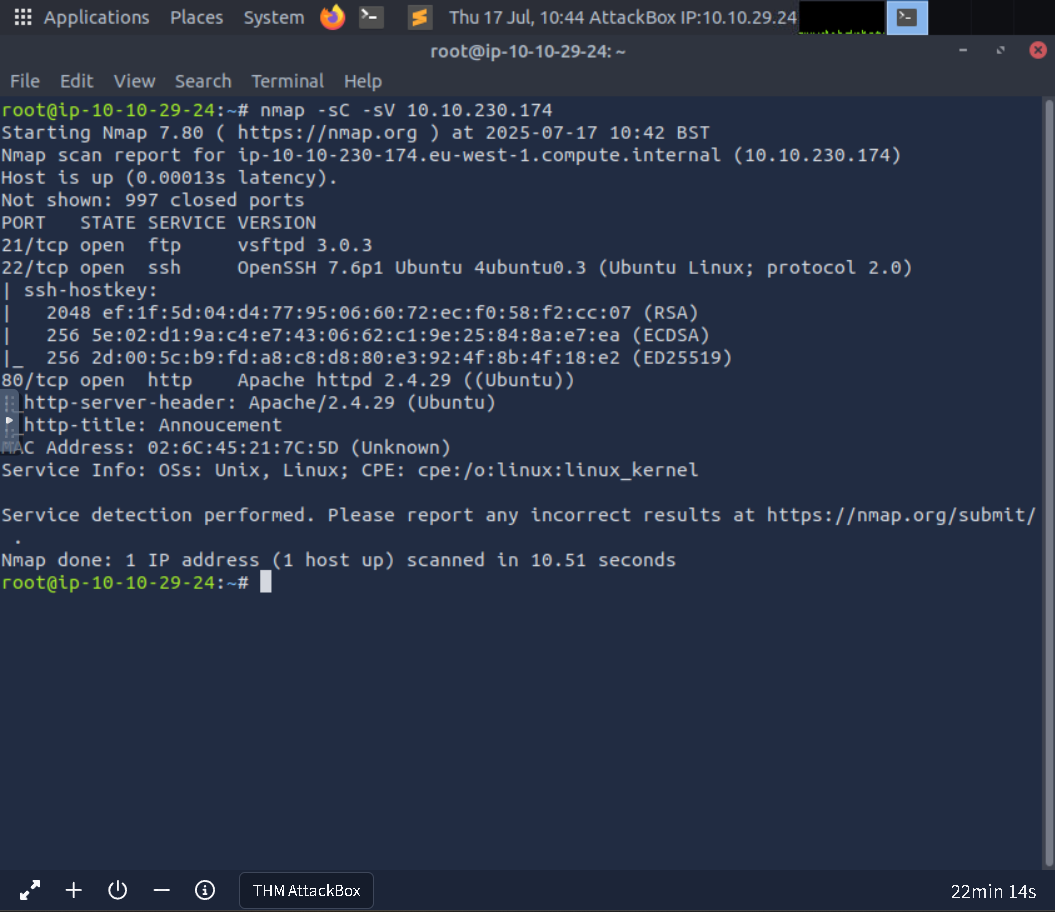 Applications Places System Thu 17 Jul, 10:44 AttackBox IP:10.10.29.24
root@ip-10-10-29-24: ~
File Edit View Search Terminal Help
root@ip-10-10-29-24:~# nmap -sC -sV 10.10.230.174
Starting Nmap 7.80 ( https://nmap.org ) at 2025-07-17 10:42 BST
Nmap scan report for ip-10-10-230-174.eu-west-1.compute.internal (10.10.230.174)
Host is up (0.00013s latency).
Not shown: 997 closed ports
PORT   STATE SERVICE VERSION
21/tcp open  ftp     vsftpd 3.0.3
22/tcp open  ssh     OpenSSH 7.6p1 Ubuntu 4ubuntu0.3 (Ubuntu Linux; protocol 2.0)
| ssh-hostkey:
|   2048 ef:1f:5d:04:d4:77:95:06:60:72:ec:f0:58:f2:cc:07 (RSA)
|   256 5e:02:d1:9a:c4:e7:43:06:62:c1:9e:25:84:8a:e7:ea (ECDSA)
|_  256 2d:00:5c:b9:fd:a8:c8:d8:80:e3:92:4f:8b:4f:18:e2 (ED25519)
80/tcp open  http    Apache httpd 2.4.29 ((Ubuntu))
_http-server-header: Apache/2.4.29 (Ubuntu)
_http-title: Annoucement
MAC Address: 02:6C:45:21:7C:5D (Unknown)
Service Info: OSs: Unix, Linux; CPE: cpe:/o:linux:linux_kernel
Service detection performed. Please report any incorrect results at https://nmap.org/submit/
.
Nmap done: 1 IP address (1 host up) scanned in 10.51 seconds
root@ip-10-10-29-24:~#
THM AttackBox 22min 14s